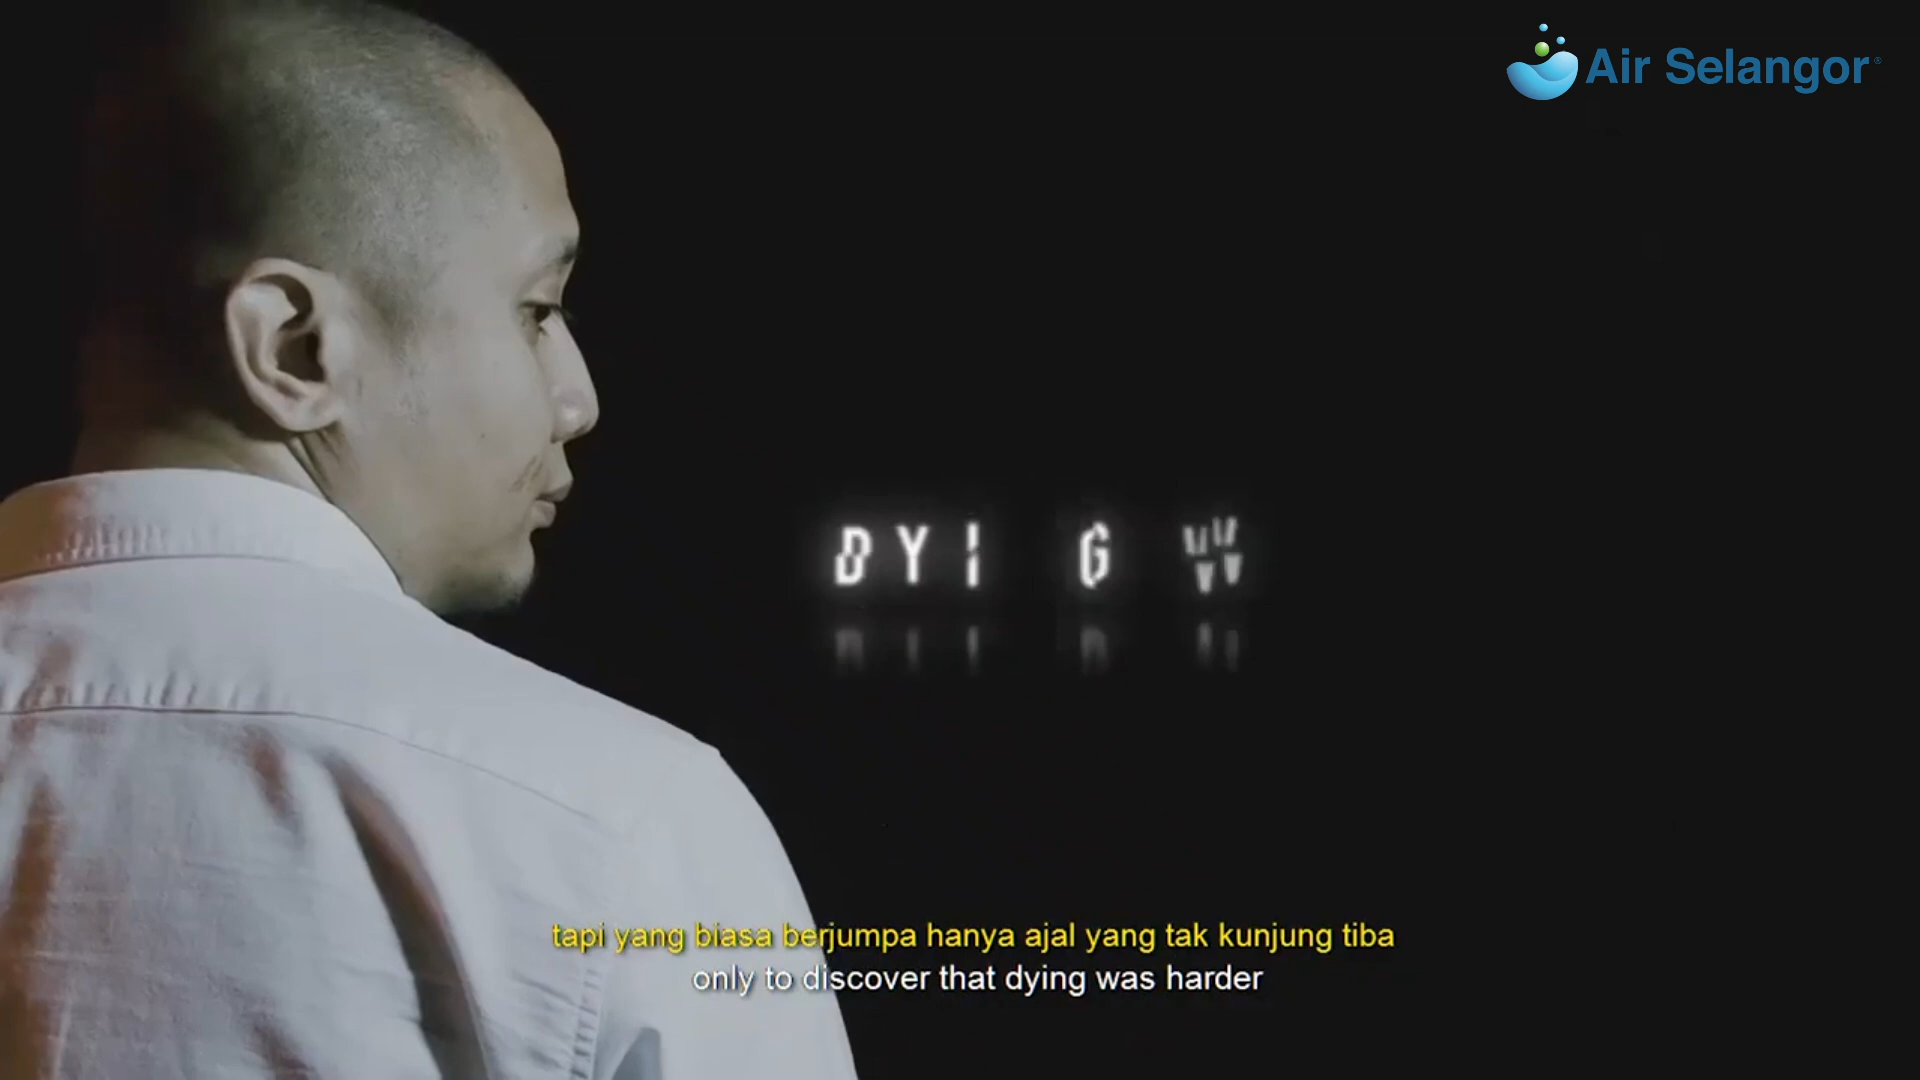 Air Selangor®
DYI G W
tapi yang biasa berjumpa hanya ajal yang tak kunjung tiba
only to discover that dying was harder